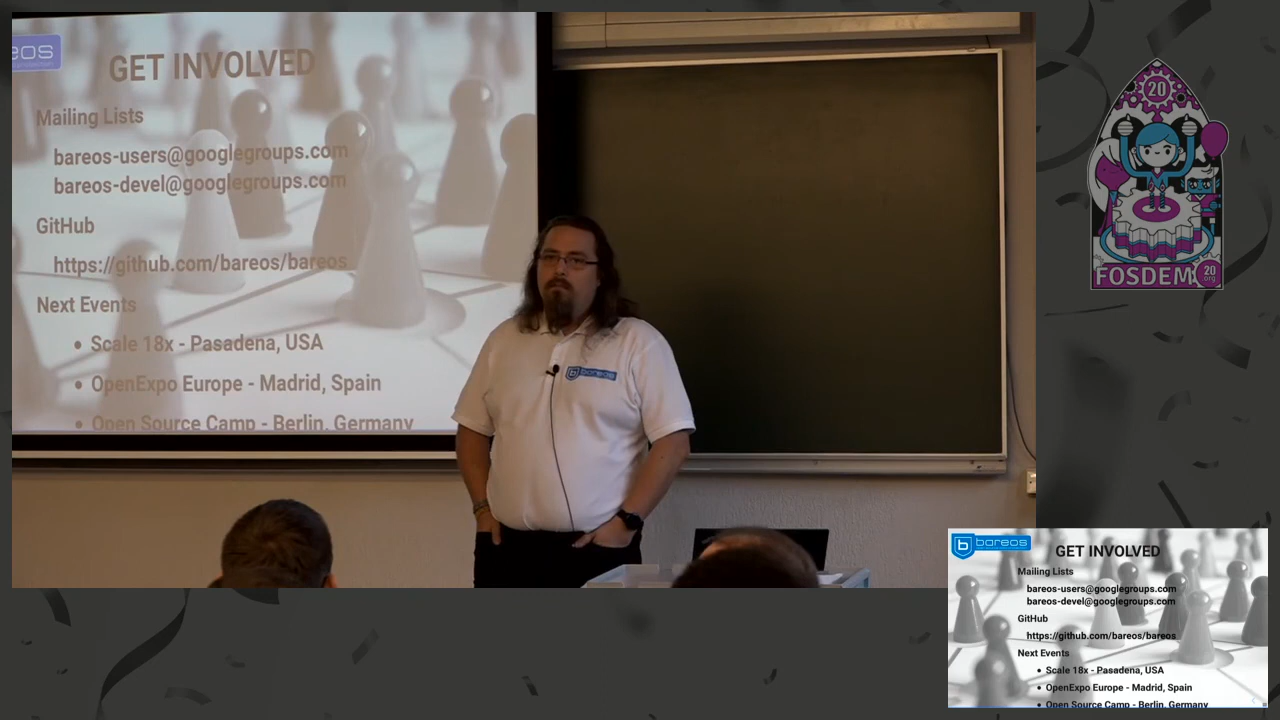 eos
GET INVOLVED
Mailing Lists
bareos-users@googlegroups.com
bareos-devel@googlegroups.com
GitHub
https://github.com/bareos/bareos
Next Events
• Scale 18x - Pasadena, USA
• OpenExpo Europe - Madrid, Spain
• Open Source Camp - Berlin, Germany
b bareos
20
FOSDEM
20
.org
b bareos
GET INVOLVED
Mailing Lists
bareos-users@googlegroups.com
bareos-devel@googlegroups.com
GitHub
https://github.com/bareos/bareos
Next Events
• Scale 18x - Pasadena, USA
• OpenExpo Europe - Madrid, Spain
• Open Source Camp - Berlin, Germany